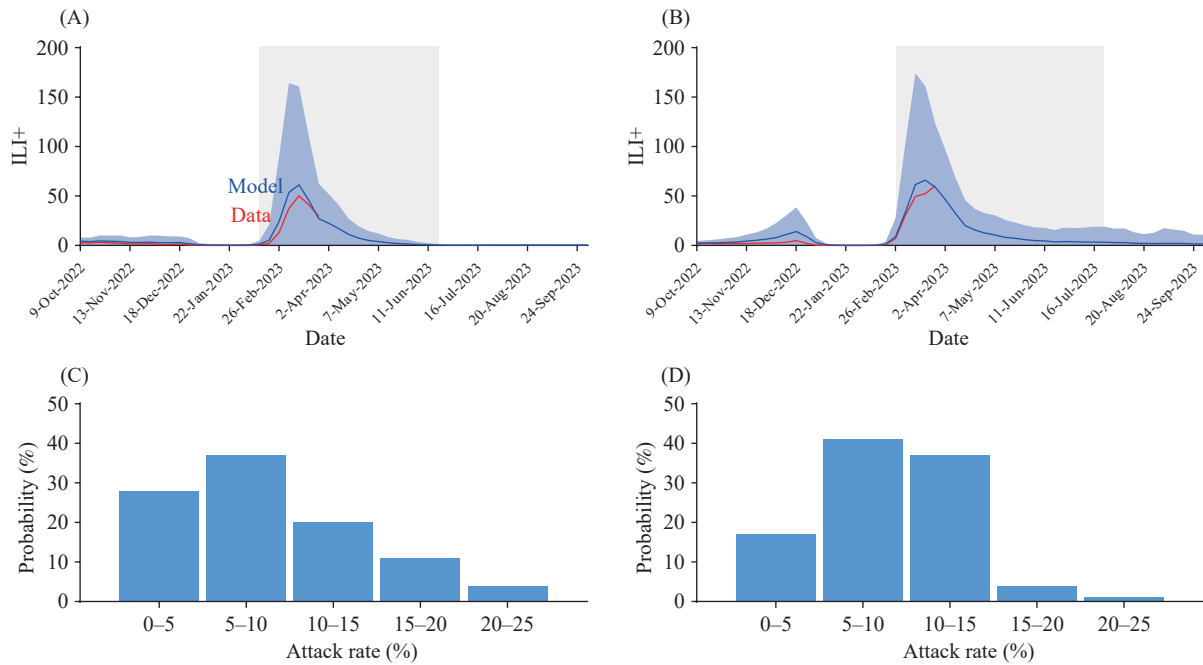 (A)
200
150
100
50
0
ILI+
Model
Data
9-Oct-2022
13-Nov-2022
18-Dec-2022
22-Jan-2023
26-Feb-2023
2-Apr-2023
7-May-2023
11-Jun-2023
16-Jul-2023
20-Aug-2023
24-Sep-2023
Date
(B)
200
150
100
50
0
ILI+
9-Oct-2022
13-Nov-2022
18-Dec-2022
22-Jan-2023
26-Feb-2023
2-Apr-2023
7-May-2023
11-Jun-2023
16-Jul-2023
20-Aug-2023
24-Sep-2023
Date
(C)
50
40
30
20
10
0
Probability (%)
0–5 5–10 10–15 15–20 20–25
Attack rate (%)
(D)
50
40
30
20
10
0
Probability (%)
0–5 5–10 10–15 15–20 20–25
Attack rate (%)